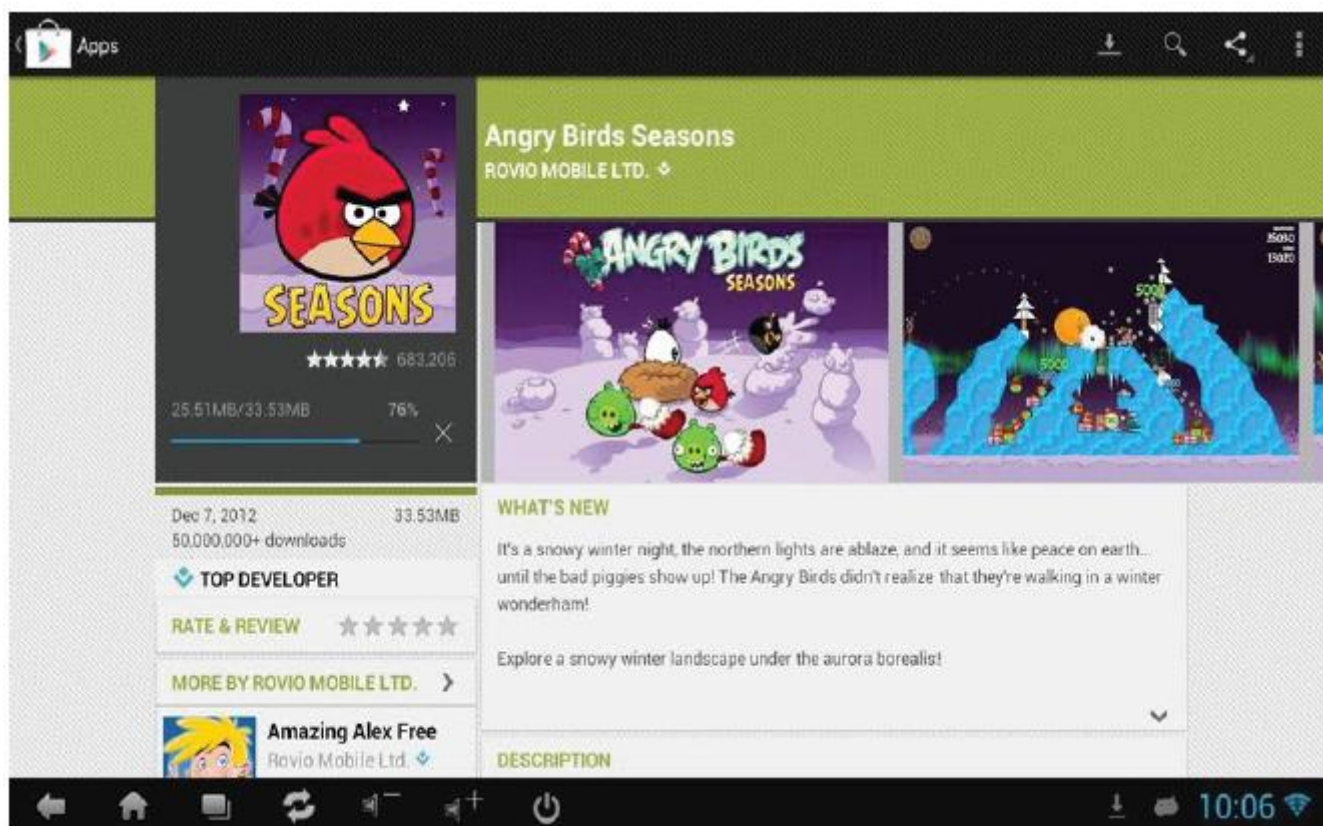 Apps
Angry Birds Seasons
ROVIO MOBILE LTD.
SEASONS
683,206
25.51MB/33.53MB 76%
ANGRY BIRDS
SEASONS
5000
5000
Dec 7, 2012 33.53MB
50,000,000+ downloads
TOP DEVELOPER
RATE & REVIEW
MORE BY ROVIO MOBILE LTD.
Amazing Alex Free
Rovio Mobile Ltd.
WHAT'S NEW
It's a snowy winter night, the northern lights are ablaze, and it seems like peace on earth...
until the bad piggies show up! The Angry Birds didn't realize that they're walking in a winter
wonderham!
Explore a snowy winter landscape under the aurora borealis!
DESCRIPTION
10:06